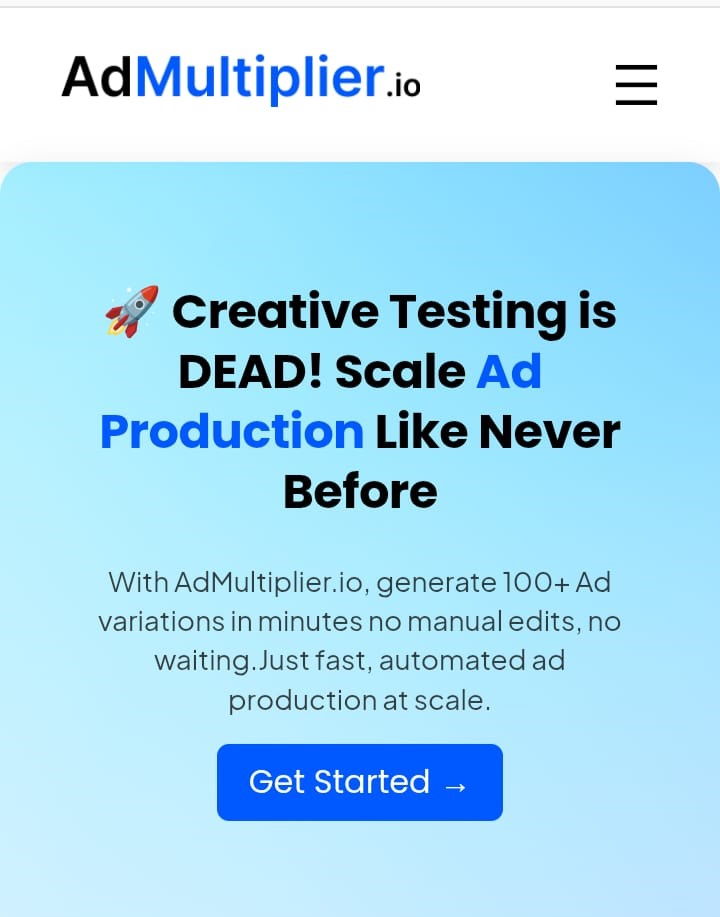 AdMultiplier.io
🚀 Creative Testing is
DEAD! Scale Ad
Production Like Never
Before
With AdMultiplier.io, generate 100+ Ad
variations in minutes no manual edits, no
waiting.Just fast, automated ad
production at scale.
Get Started →